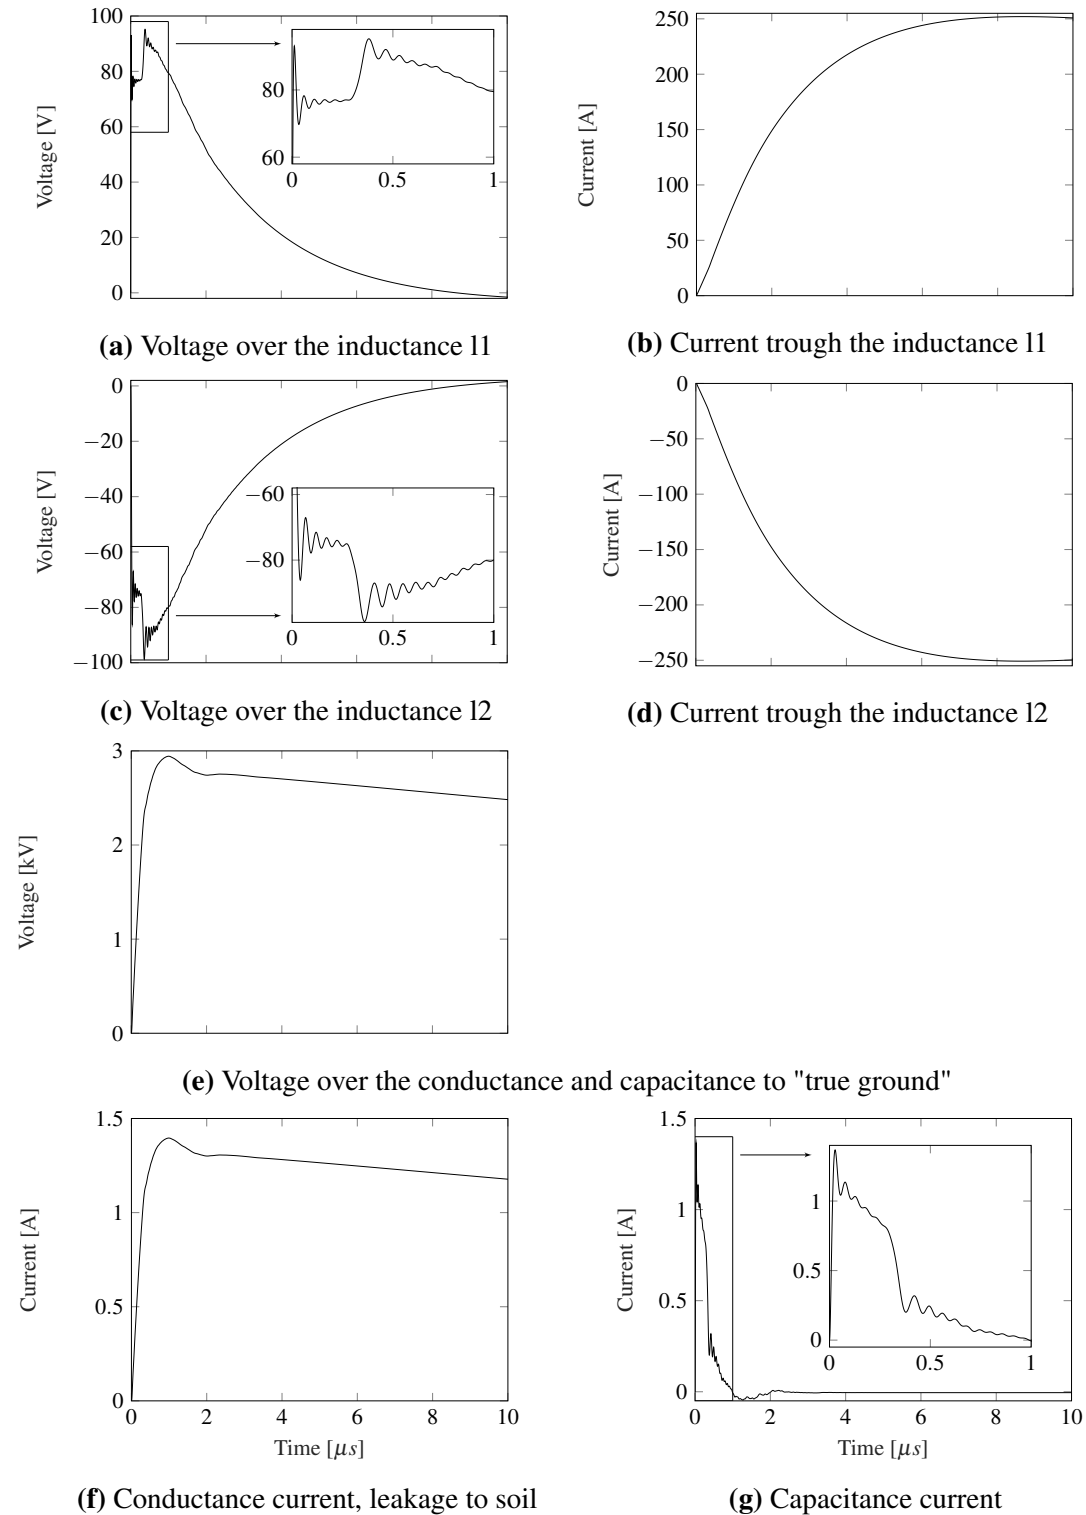 100
80
60
40
20
0
Voltage [V]
80
60
0 0.5 1
(a) Voltage over the inductance l1
250
200
150
100
50
0
Current [A]
(b) Current trough the inductance l1
0
−20
−40
−60
−80
−100
Voltage [V]
−60
−80
0 0.5 1
(c) Voltage over the inductance l2
0
−50
−100
−150
−200
−250
Current [A]
(d) Current trough the inductance l2
3
2
1
0
Voltage [kV]
(e) Voltage over the conductance and capacitance to "true ground"
1.5
1
0.5
0
Current [A]
0 2 4 6 8 10
Time [μs]
(f) Conductance current, leakage to soil
1.5
1
0.5
0
Current [A]
1
0.5
0
0 0.5 1
0 2 4 6 8 10
Time [μs]
(g) Capacitance current